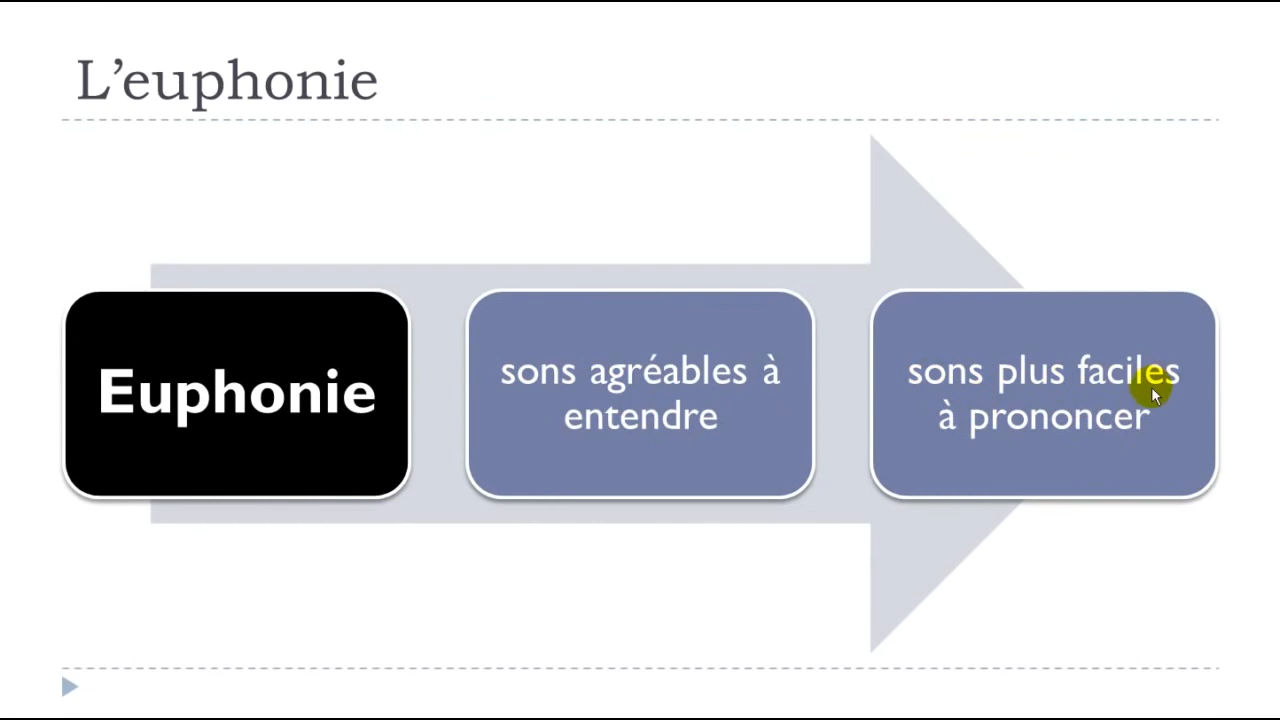 L’euphonie
Euphonie
sons agréables à
entendre
sons plus faciles
à prononcer